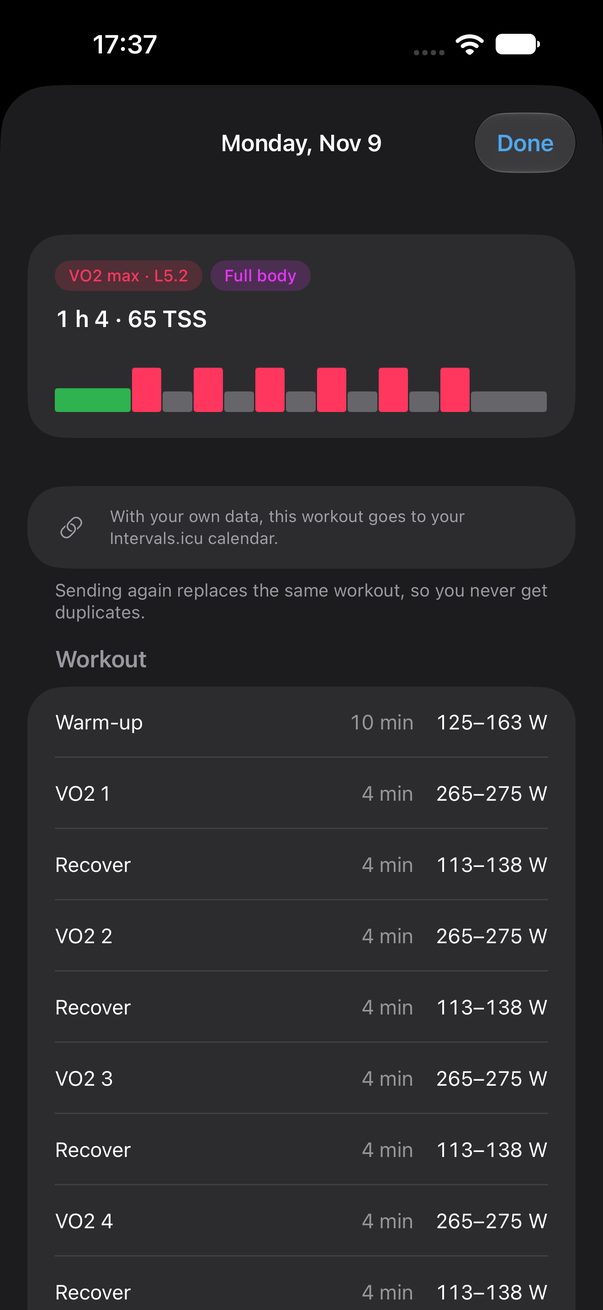 17:37
Monday, Nov 9
Done
VO2 max · L5.2
Full body
1 h 4 · 65 TSS
With your own data, this workout goes to your
Intervals.icu calendar.
Sending again replaces the same workout, so you never get
duplicates.
Workout
Warm-up 10 min 125–163 W
VO2 1 4 min 265–275 W
Recover 4 min 113–138 W
VO2 2 4 min 265–275 W
Recover 4 min 113–138 W
VO2 3 4 min 265–275 W
Recover 4 min 113–138 W
VO2 4 4 min 265–275 W
Recover 4 min 113–138 W